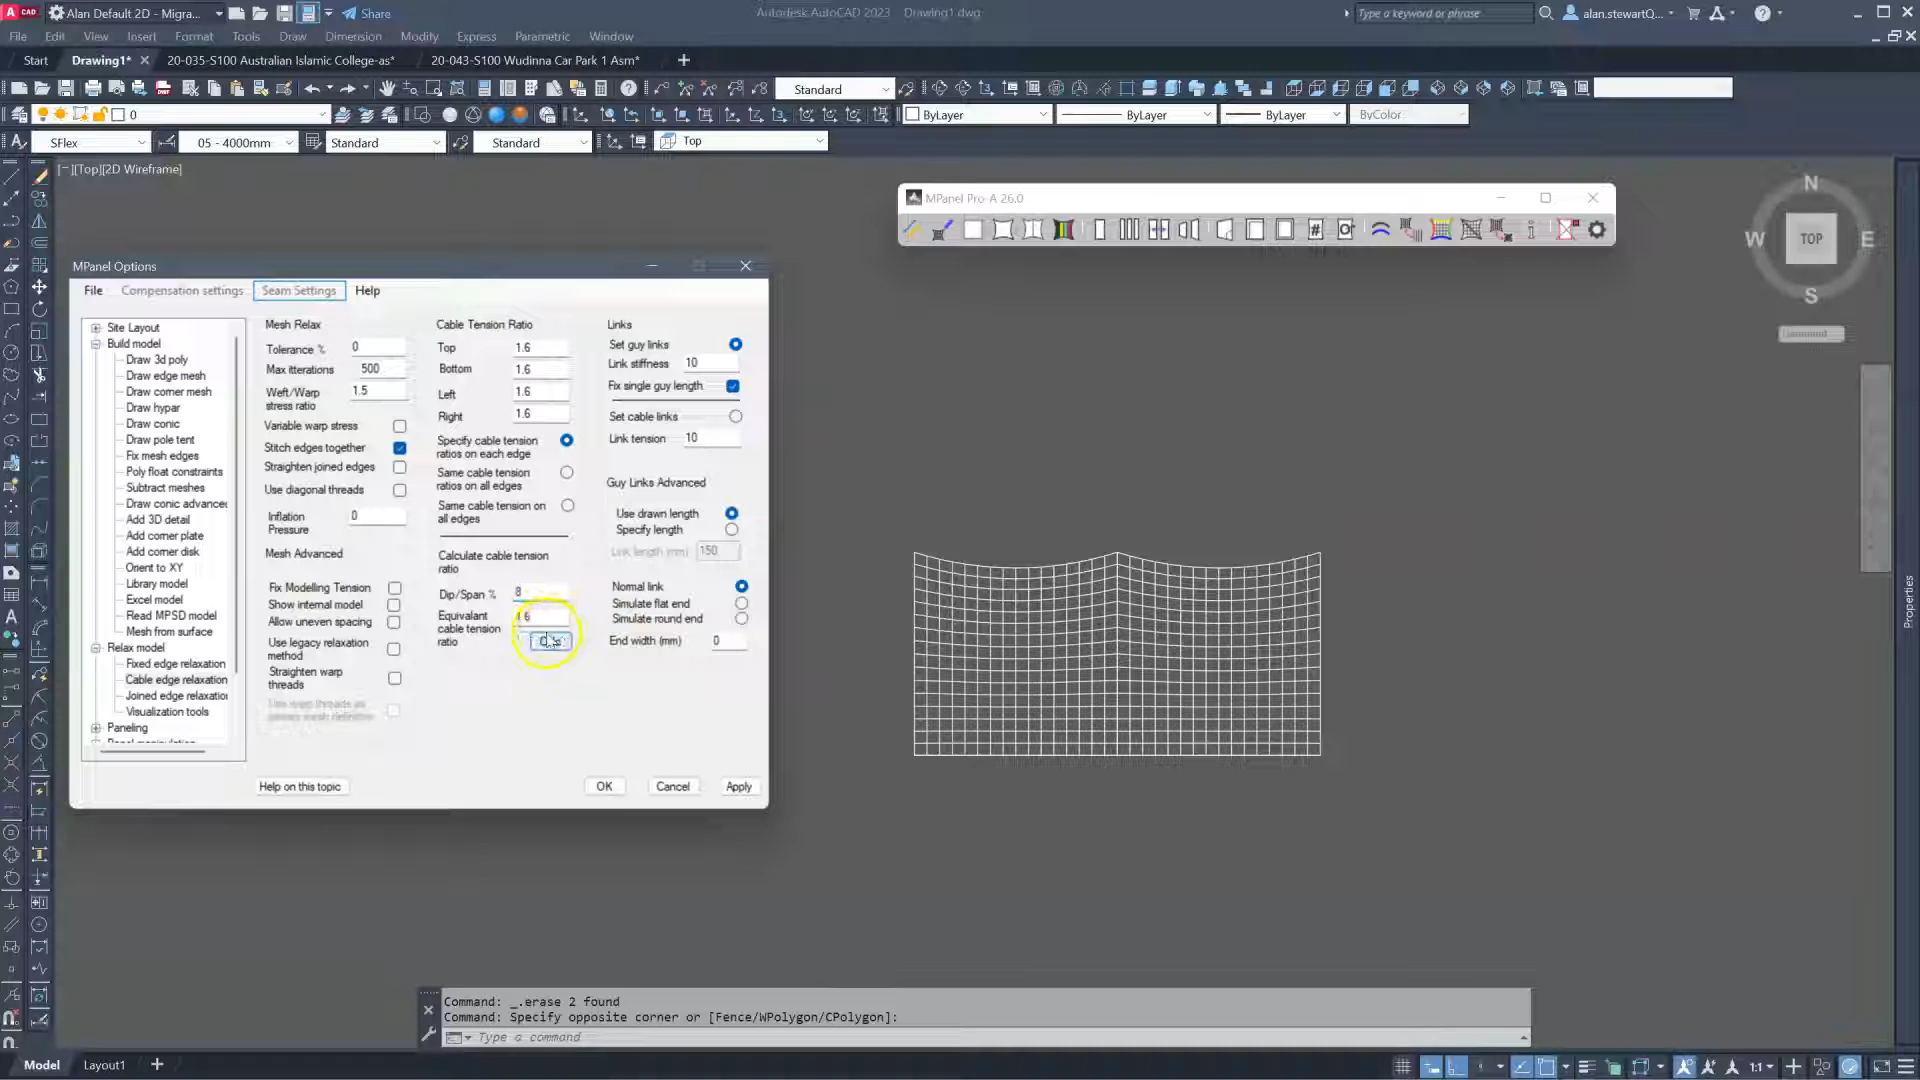 A CAD
Alan Default 2D - Migra...
Share
Autodesk AutoCAD 2023 Drawing1.dwg
Type a keyword or phrase
alan.stewartQ...
File Edit View Insert Format Tools Draw Dimension Modify Express Parametric Window
Start Drawing1* 20-035-S100 Australian Islamic College-as* 20-043-S100 Wudinna Car Park 1 Asm*
Standard
0
ByLayer ByLayer ByLayer ByColor
SFlex 05 - 4000mm Standard Standard Top
[−][Top][2D Wireframe]
MPanel Pro-A 26.0
N
W TOP E
S
MPanel Options
File Compensation settings Seam Settings Help
Site Layout
Build model
Draw 3d poly
Draw edge mesh
Draw corner mesh
Draw hypar
Draw conic
Draw pole tent
Fix mesh edges
Poly float constraints
Subtract meshes
Draw conic advanced
Add 3D detail
Add corner plate
Add corner disk
Orient to XY
Library model
Excel model
Read MPSD model
Mesh from surface
Relax model
Fixed edge relaxation
Cable edge relaxation
Joined edge relaxatior
Visualization tools
Paneling
Mesh Relax
Tolerance % 0
Max itterations 500
Weft/Warp stress ratio 1.5
Variable warp stress
Stitch edges together
Straighten joined edges
Use diagonal threads
Inflation Pressure 0
Mesh Advanced
Fix Modelling Tension
Show internal model
Allow uneven spacing
Use legacy relaxation method
Straighten warp threads
Cable Tension Ratio
Top 1.6
Bottom 1.6
Left 1.6
Right 1.6
Specify cable tension ratios on each edge
Same cable tension ratios on all edges
Same cable tension on all edges
Calculate cable tension ratio
Dip/Span % 8
Equivalant cable tension ratio
Links
Set guy links
Link stiffness 10
Fix single guy length
Set cable links
Link tension 10
Guy Links Advanced
Use drawn length
Specify length
Link length (mm) 150
Normal link
Simulate flat end
Simulate round end
End width (mm) 0
Help on this topic OK Cancel Apply
Properties
Command: _.erase 2 found
Command: Specify opposite corner or [Fence/WPolygon/CPolygon]:
Type a command
Model Layout1
1:1